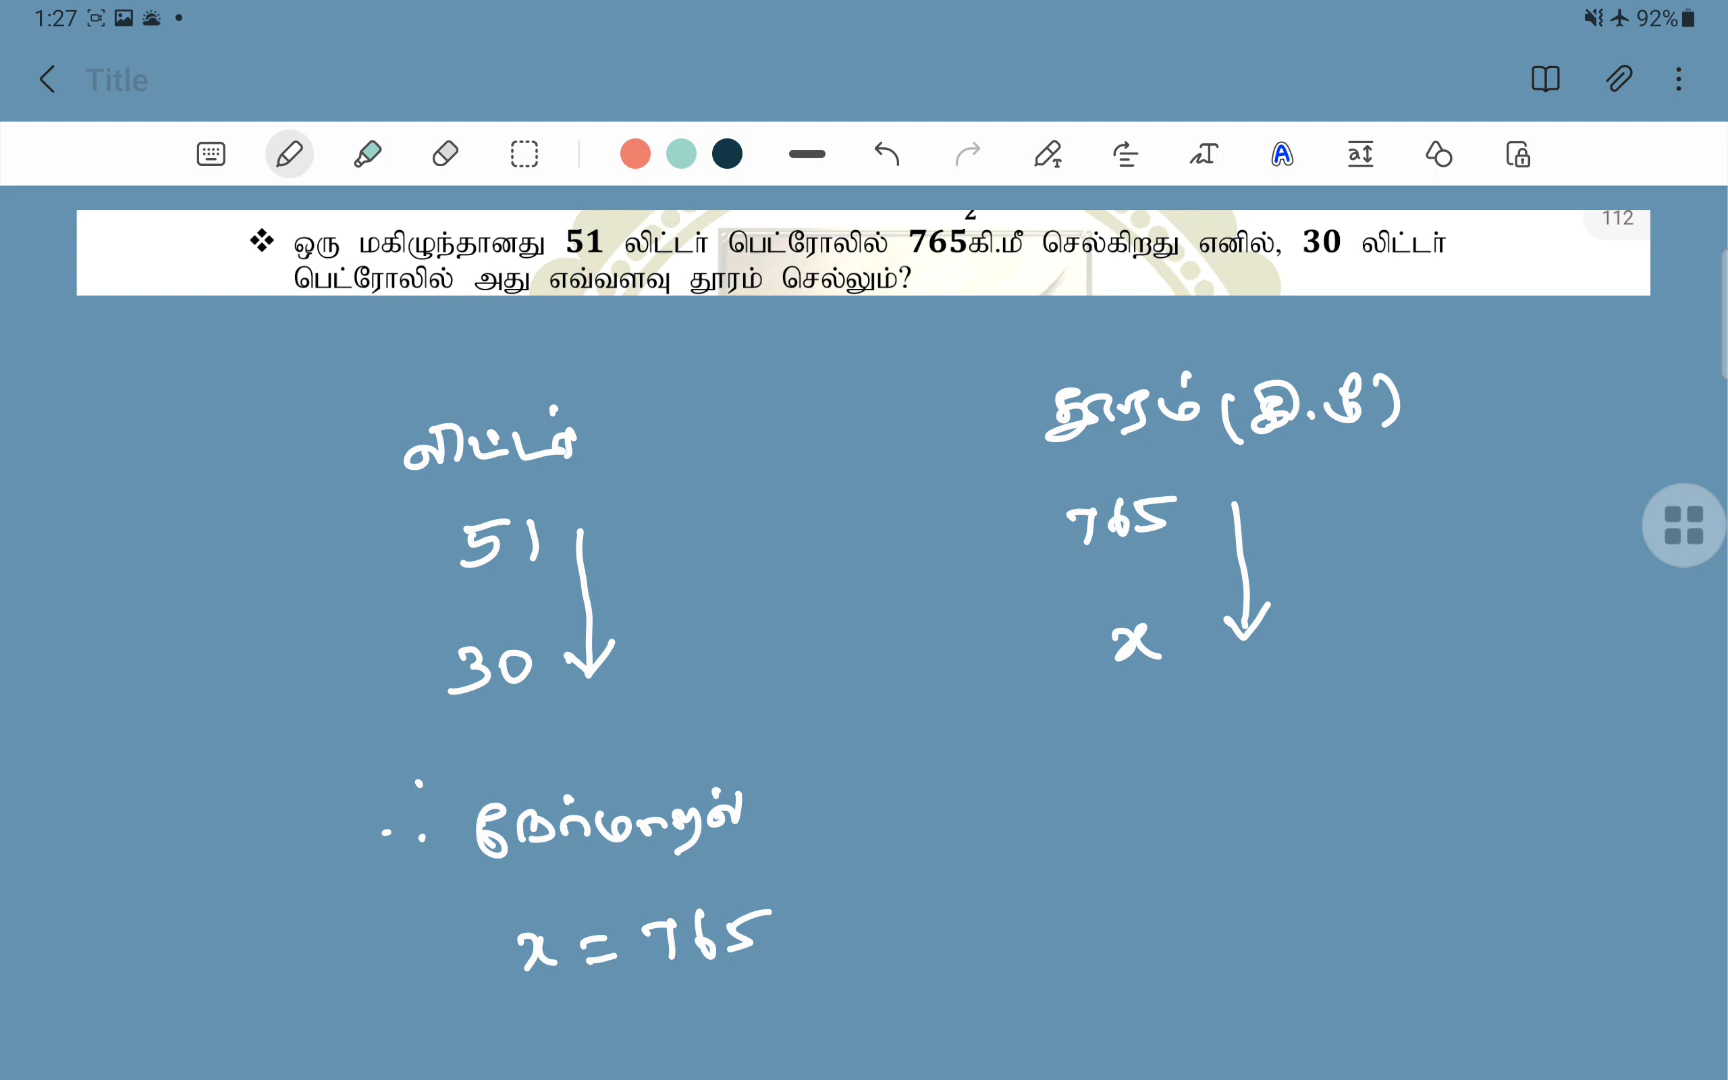 1:27
92%
Title
112
2
❖ ஒரு மகிழுந்தானது 51 லிட்டர் பெட்ரோலில் 765கி.மீ செல்கிறது எனில், 30 லிட்டர்
பெட்ரோலில் அது எவ்வளவு தூரம் செல்லும்?
லிட்டர் தூரம் (கி.மீ)
51 765
30 x
∴ நேர்மாறல்
x = 765